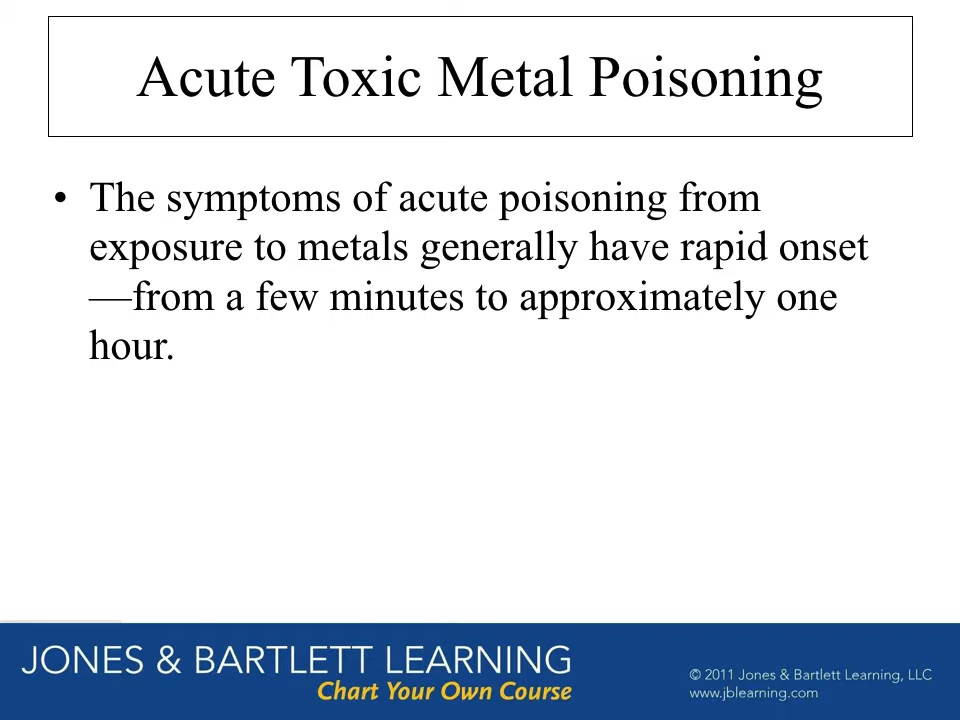 Acute Toxic Metal Poisoning
• The symptoms of acute poisoning from
exposure to metals generally have rapid onset
—from a few minutes to approximately one
hour.
JONES & BARTLETT LEARNING
Chart Your Own Course
© 2011 Jones & Bartlett Learning, LLC
www.jblearning.com